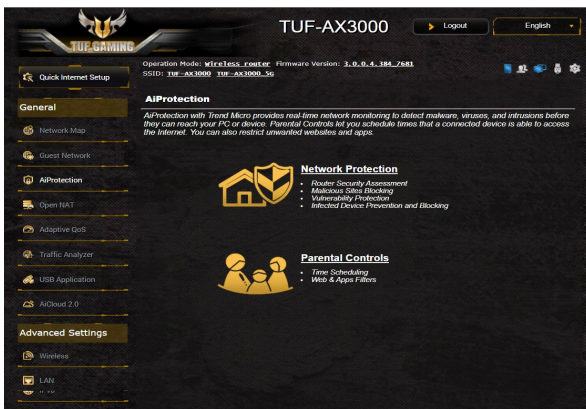 TUF-AX3000
Logout
English
TUF GAMING
Operation Mode: Wireless router Firmware Version: 3.0.0.4.384_7681
SSID: TUF-AX3000 TUF-AX3000_5G
Quick Internet Setup
General
Network Map
Guest Network
AiProtection
Open NAT
Adaptive QoS
Traffic Analyzer
USB Application
AiCloud 2.0
Advanced Settings
Wireless
LAN
AiProtection
AiProtection with Trend Micro provides real-time network monitoring to detect malware, viruses, and intrusions before
they can reach your PC or device. Parental Controls let you schedule times that a connected device is able to access
the Internet. You can also restrict unwanted websites and apps.
Network Protection
• Router Security Assessment
• Malicious Sites Blocking
• Vulnerability Protection
• Infected Device Prevention and Blocking
Parental Controls
• Time Scheduling
• Web & Apps Filters